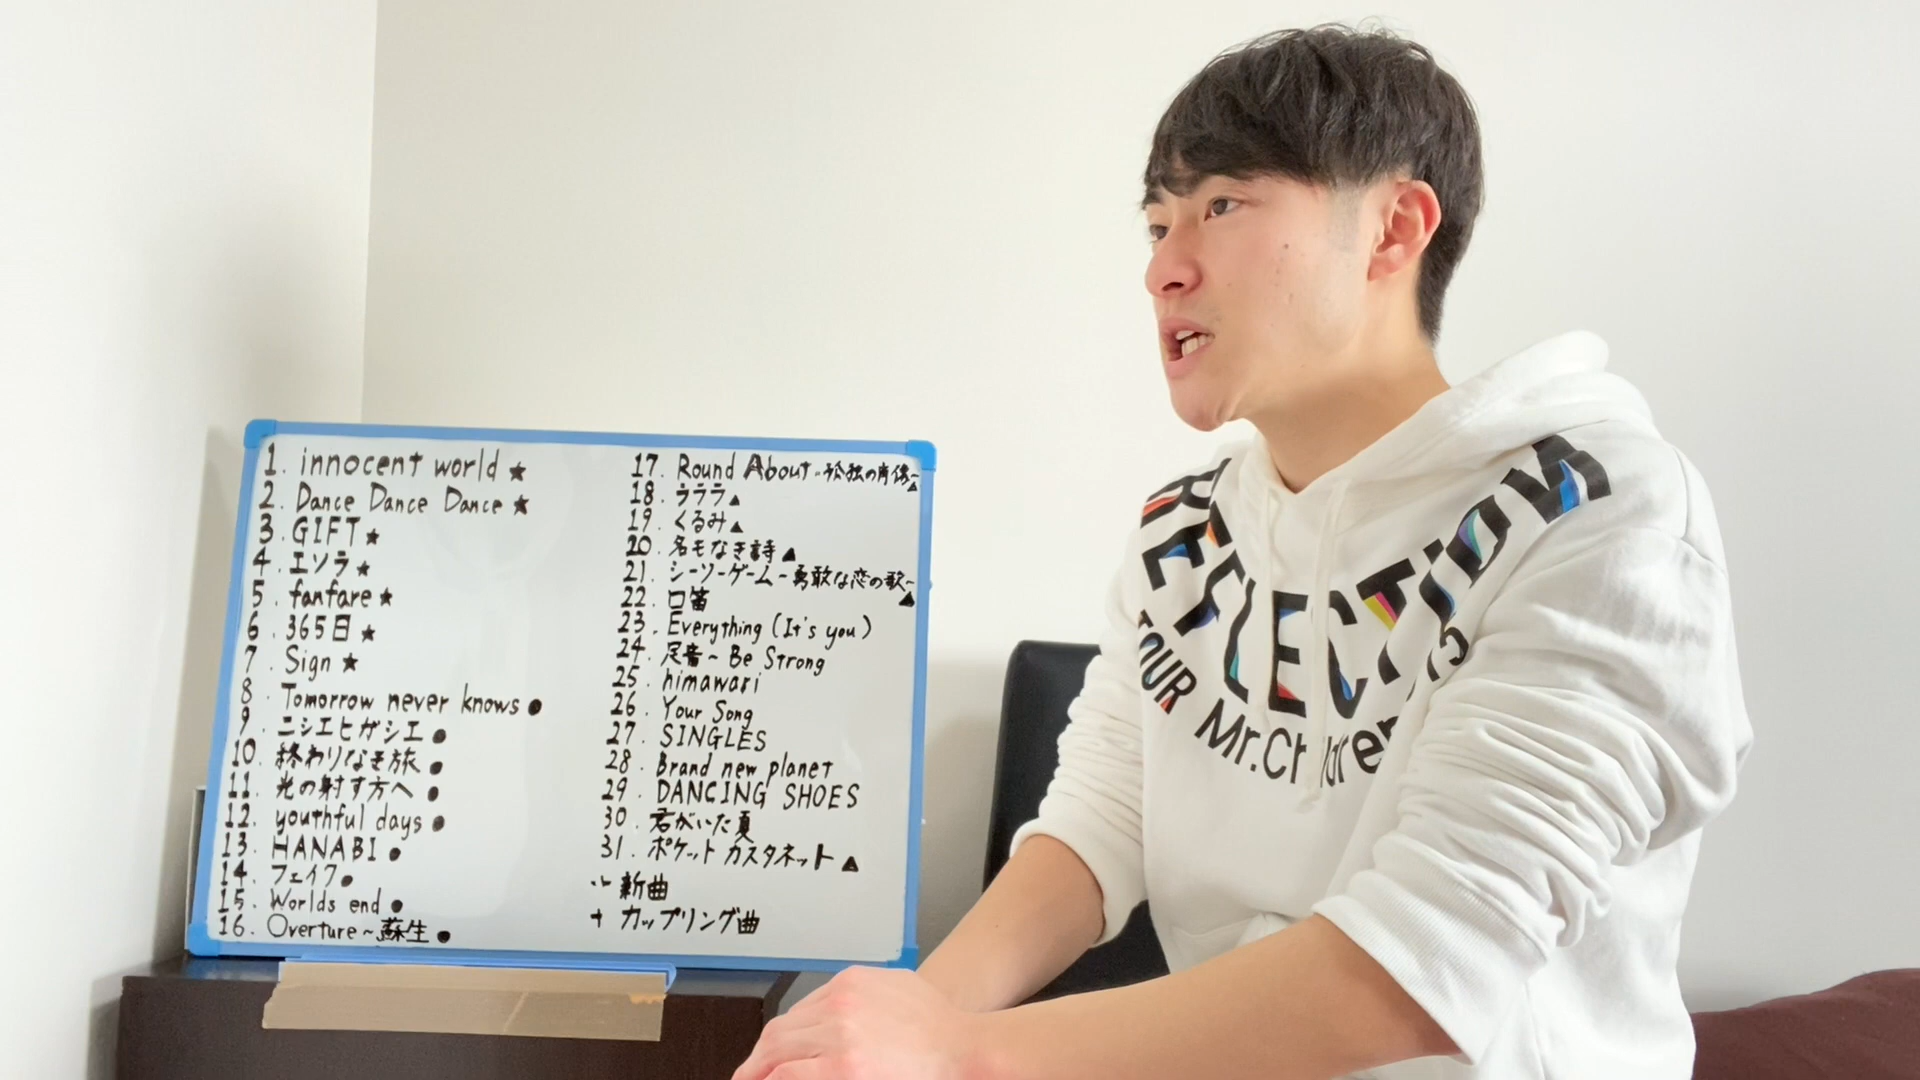 1. innocent world ★
2. Dance Dance Dance ★
3. GIFT ★
4. エソラ ★
5. fanfare ★
6. 365日 ★
7. Sign ★
8. Tomorrow never knows ●
9. ニシエヒガシエ ●
10. 終わりなき旅 ●
11. 光の射す方へ ●
12. youthful days ●
13. HANABI ●
14. フェイク ●
15. Worlds end ●
16. Overture~蘇生 ●
17. Round About ~孤独の肖像~ ▲
18. ウララ ▲
19. くるみ ▲
20. 名もなき詩 ▲
21. シーソーゲーム~勇敢な恋の歌~ ▲
22. 口笛
23. Everything (It's you)
24. 足音~Be Strong
25. himawari
26. Your Song
27. SINGLES
28. Brand new planet
29. DANCING SHOES
30. 君がいた夏
31. ポケット カスタネット ▲
新曲
+ カップリング曲
REFLECTION
TOUR Mr.Children